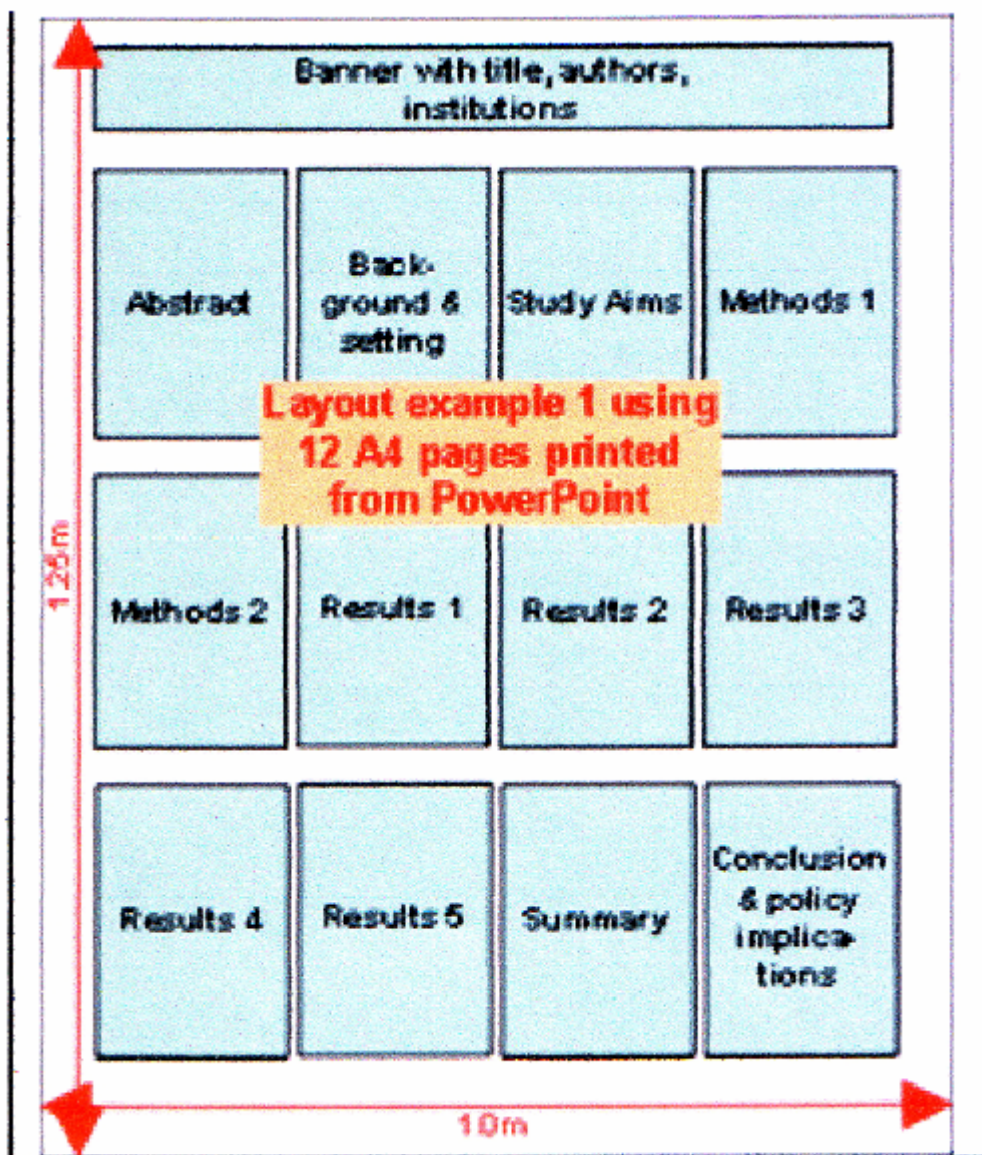 Banner with title, authors,
institutions
Abstract
Back-
ground &
setting
Study Aims
Methods 1
Layout example 1 using
12 A4 pages printed
from PowerPoint
1.25m
Methods 2
Results 1
Results 2
Results 3
Results 4
Results 5
Summary
Conclusion
& policy
implica-
tions
1.0m